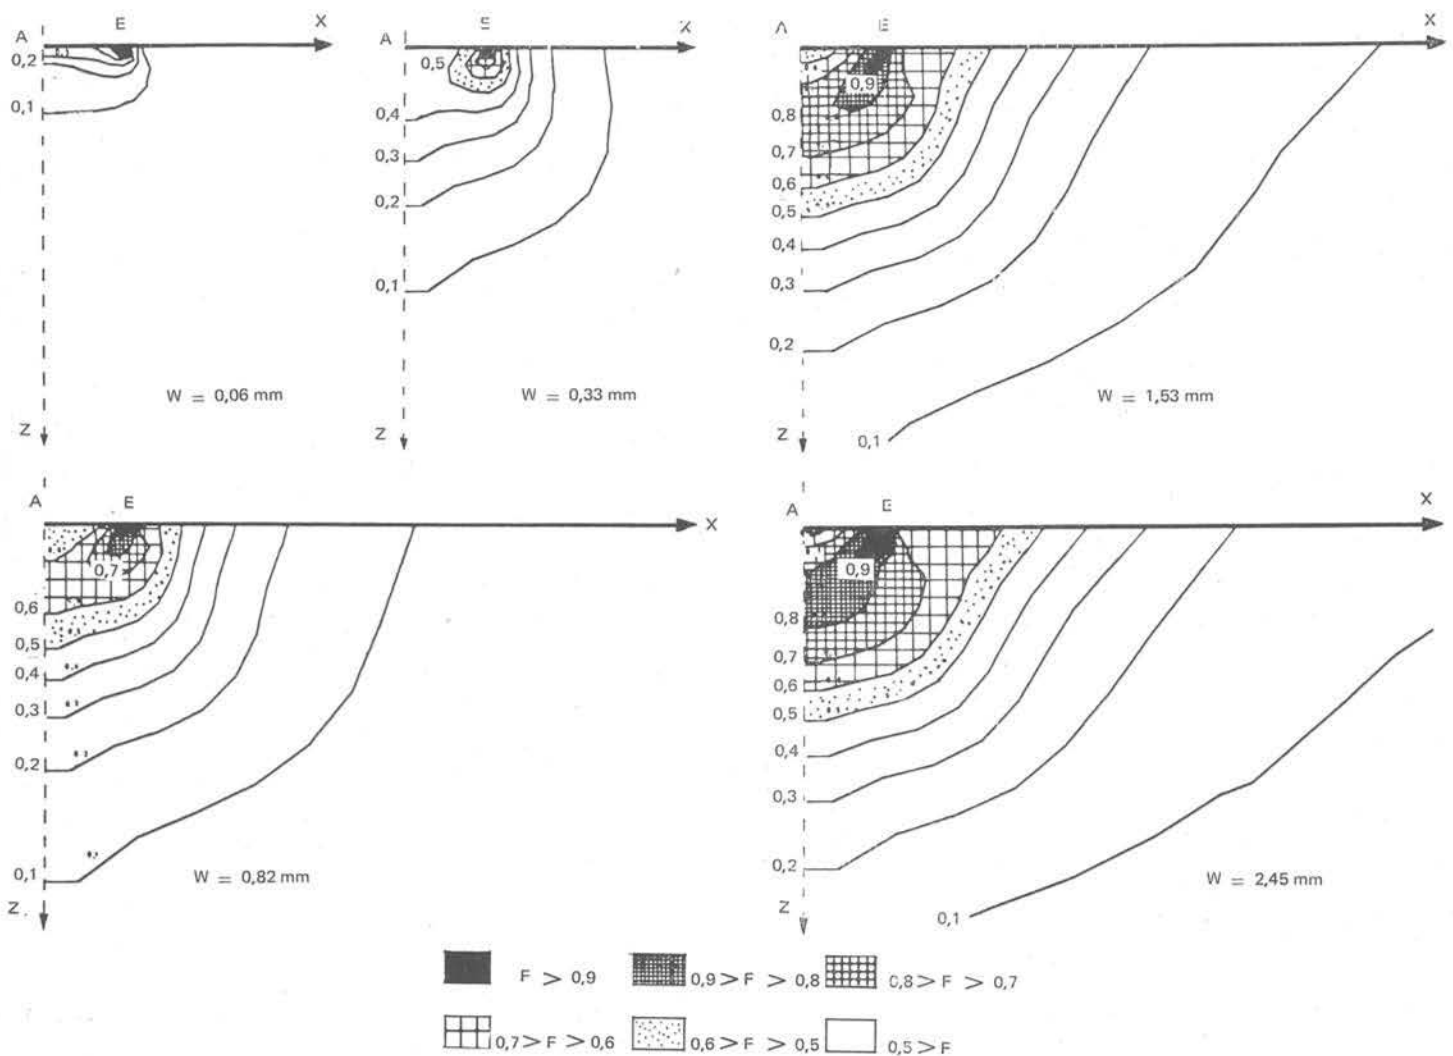 A E X
0,2
0,1
W = 0,06 mm
Z
A X
0,5
0,4
0,3
0,2
0,1
W = 0,33 mm
Z
E X
0,9
0,8
0,7
0,6
0,5
0,4
0,3
0,2
0,1
W = 1,53 mm
Z
A E X
0,7
0,6
0,5
0,4
0,3
0,2
0,1
W = 0,82 mm
Z
A E X
0,9
0,8
0,7
0,6
0,5
0,4
0,3
0,2
0,1
W = 2,45 mm
Z
F > 0,9 0,9 > F > 0,8 0,8 > F > 0,7
0,7 > F > 0,6 0,6 > F > 0,5 0,5 > F